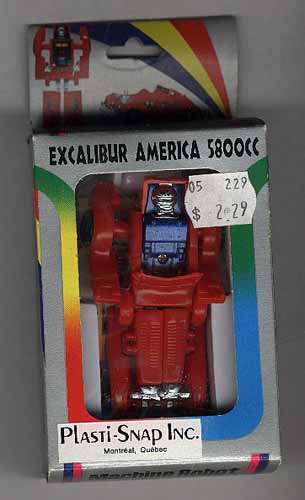 EXCALIBUR AMERICA 5800CC
05 229
$ 2.29
PLASTI-SNAP INC.
Montréal, Québec
Machine Robot